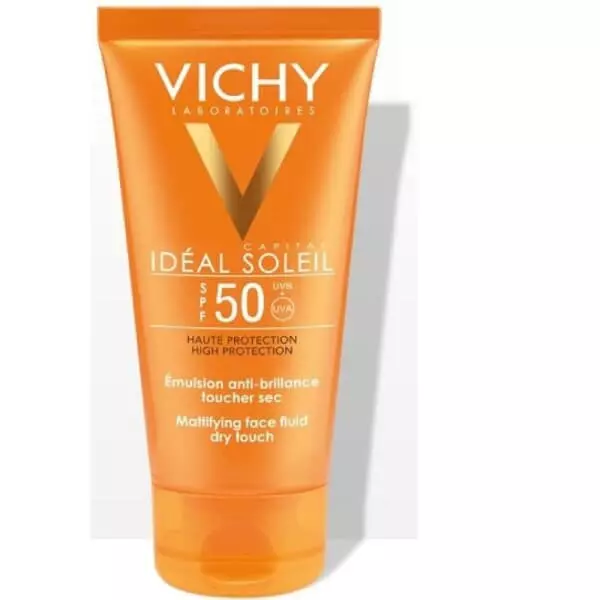 VICHY
LABORATOIRES
CAPITAL
IDÉAL SOLEIL
SPF 50 UVB + UVA
HAUTE PROTECTION
HIGH PROTECTION
Émulsion anti-brillance
toucher sec
Mattifying face fluid
dry touch